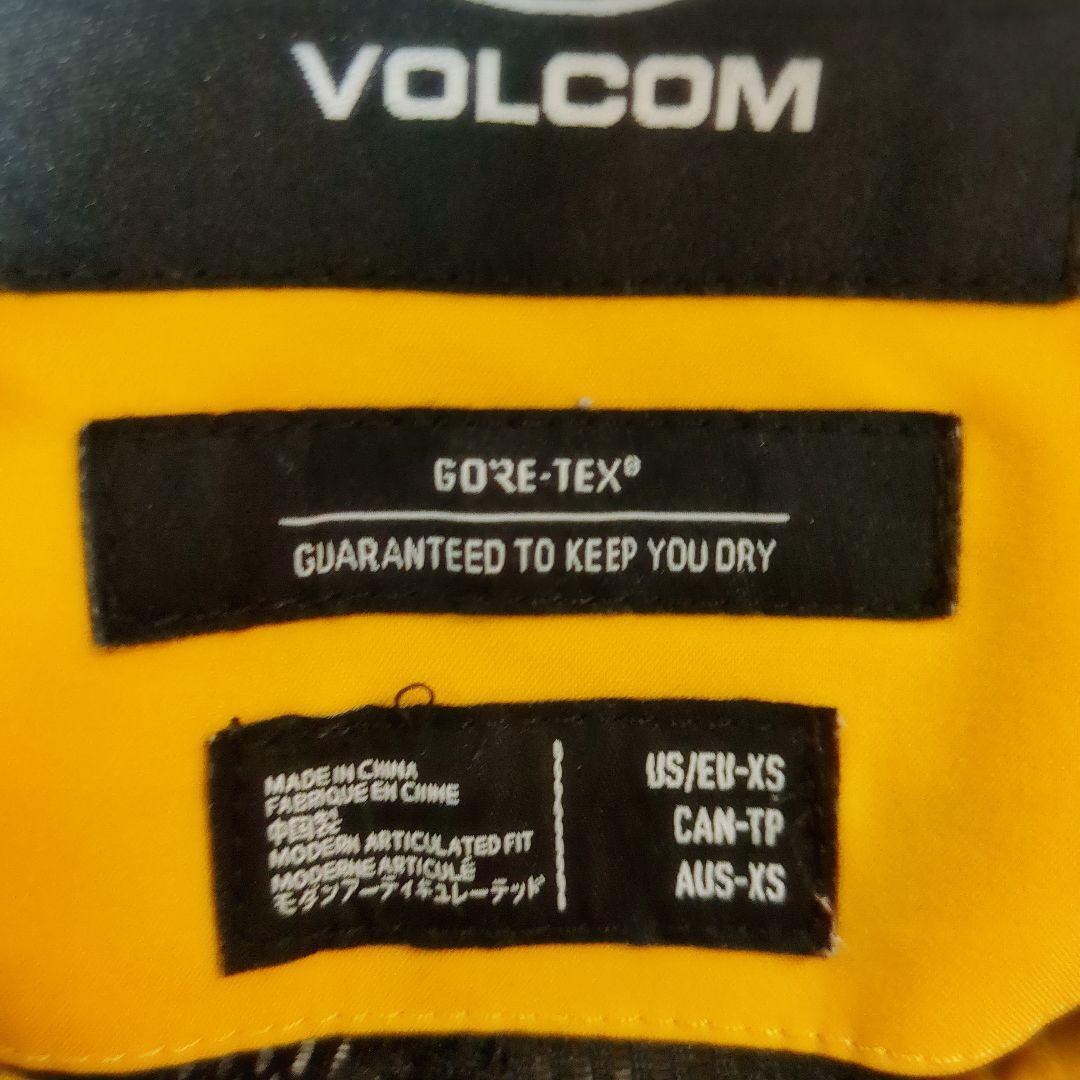 VOLCOM
GORE-TEX®
GUARANTEED TO KEEP YOU DRY
MADE IN CHINA
FABRIQUE EN CHINE
中国製
MODERN ARTICULATED FIT
MODERNE ARTICULÉ
モダンアーティキュレーテッド
US/EU-XS
CAN-TP
AUS-XS